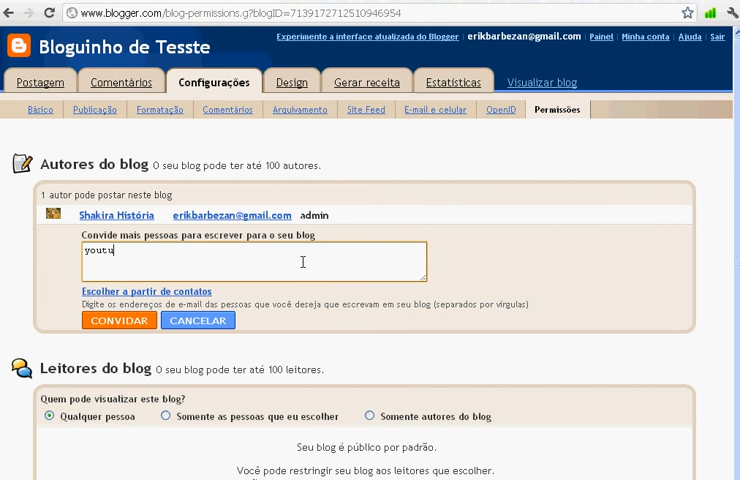 www.blogger.com/blog-permissions.g?blogID=7139172712510946954
Experimente a interface atualizada do Blogger erikbarbezan@gmail.com Painel Minha conta Ajuda Sair
Bloguinho de Tesste
Postagem Comentários Configurações Design Gerar receita Estatísticas Visualizar blog
Básico Publicação Formatação Comentários Arquivamento Site Feed E-mail e celular OpenID Permissões
Autores do blog O seu blog pode ter até 100 autores.
1 autor pode postar neste blog
Shakira História erikbarbezan@gmail.com admin
Convide mais pessoas para escrever para o seu blog
youtu
Escolher a partir de contatos
Digite os endereços de e-mail das pessoas que você deseja que escrevam em seu blog (separados por vírgulas)
CONVIDAR CANCELAR
Leitores do blog O seu blog pode ter até 100 leitores.
Quem pode visualizar este blog?
Qualquer pessoa Somente as pessoas que eu escolher Somente autores do blog
Seu blog é público por padrão.
Você pode restringir seu blog aos leitores que escolher.